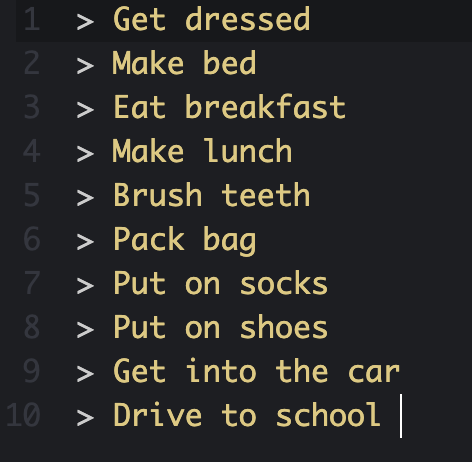 1 > Get dressed
2 > Make bed
3 > Eat breakfast
4 > Make lunch
5 > Brush teeth
6 > Pack bag
7 > Put on socks
8 > Put on shoes
9 > Get into the car
10 > Drive to school